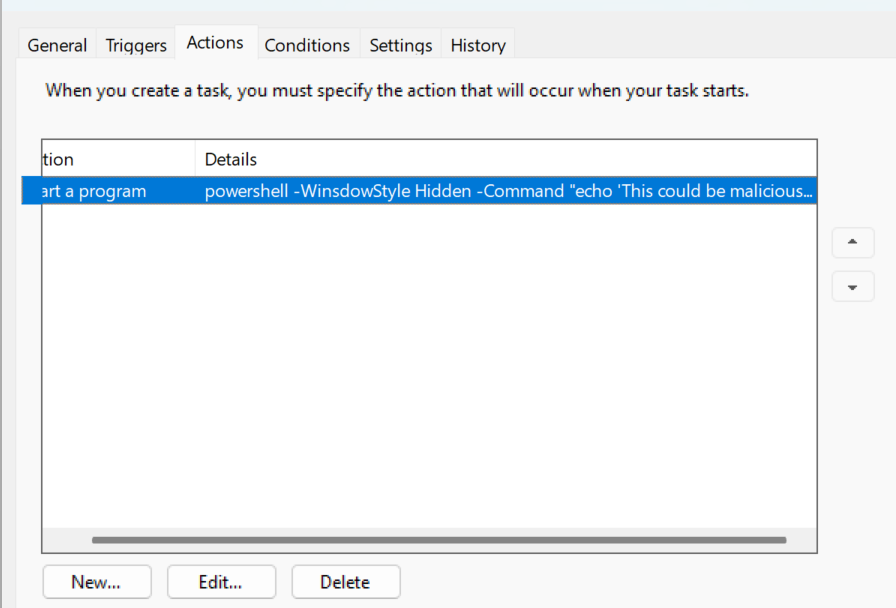 General Triggers Actions Conditions Settings History
When you create a task, you must specify the action that will occur when your task starts.
tion Details
art a program powershell -WinsdowStyle Hidden -Command "echo 'This could be malicious...
New... Edit... Delete